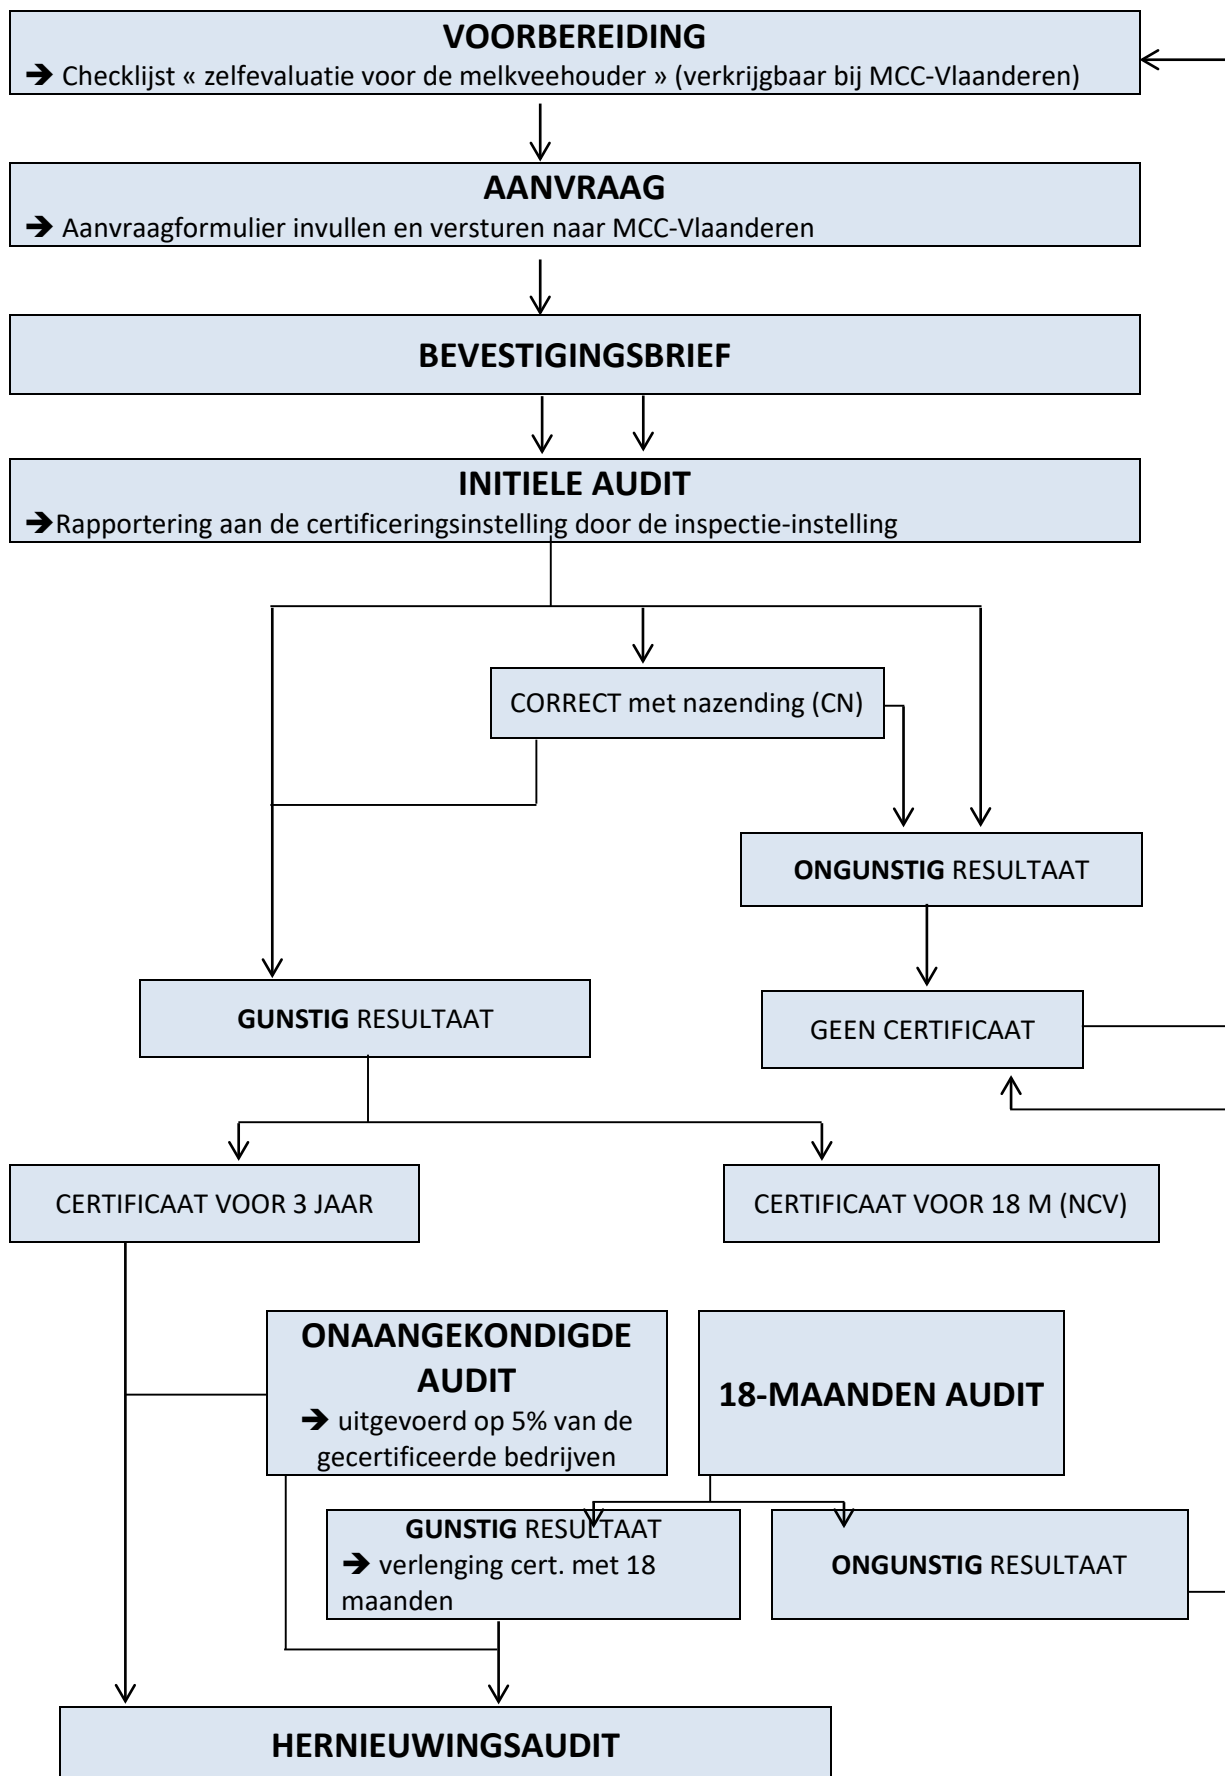 VOORBEREIDING
➔ Checklijst « zelfevaluatie voor de melkveehouder » (verkrijgbaar bij MCC-Vlaanderen)
AANVRAAG
➔ Aanvraagformulier invullen en versturen naar MCC-Vlaanderen
BEVESTIGINGSBRIEF
INITIELE AUDIT
➔Rapportering aan de certificeringsinstelling door de inspectie-instelling
CORRECT met nazending (CN)
ONGUNSTIG RESULTAAT
GUNSTIG RESULTAAT
GEEN CERTIFICAAT
CERTIFICAAT VOOR 3 JAAR
CERTIFICAAT VOOR 18 M (NCV)
ONAANGEKONDIGDE
AUDIT
➔ uitgevoerd op 5% van de
gecertificeerde bedrijven
18-MAANDEN AUDIT
GUNSTIG RESULTAAT
➔ verlenging cert. met 18
maanden
ONGUNSTIG RESULTAAT
HERNIEUWINGSAUDIT